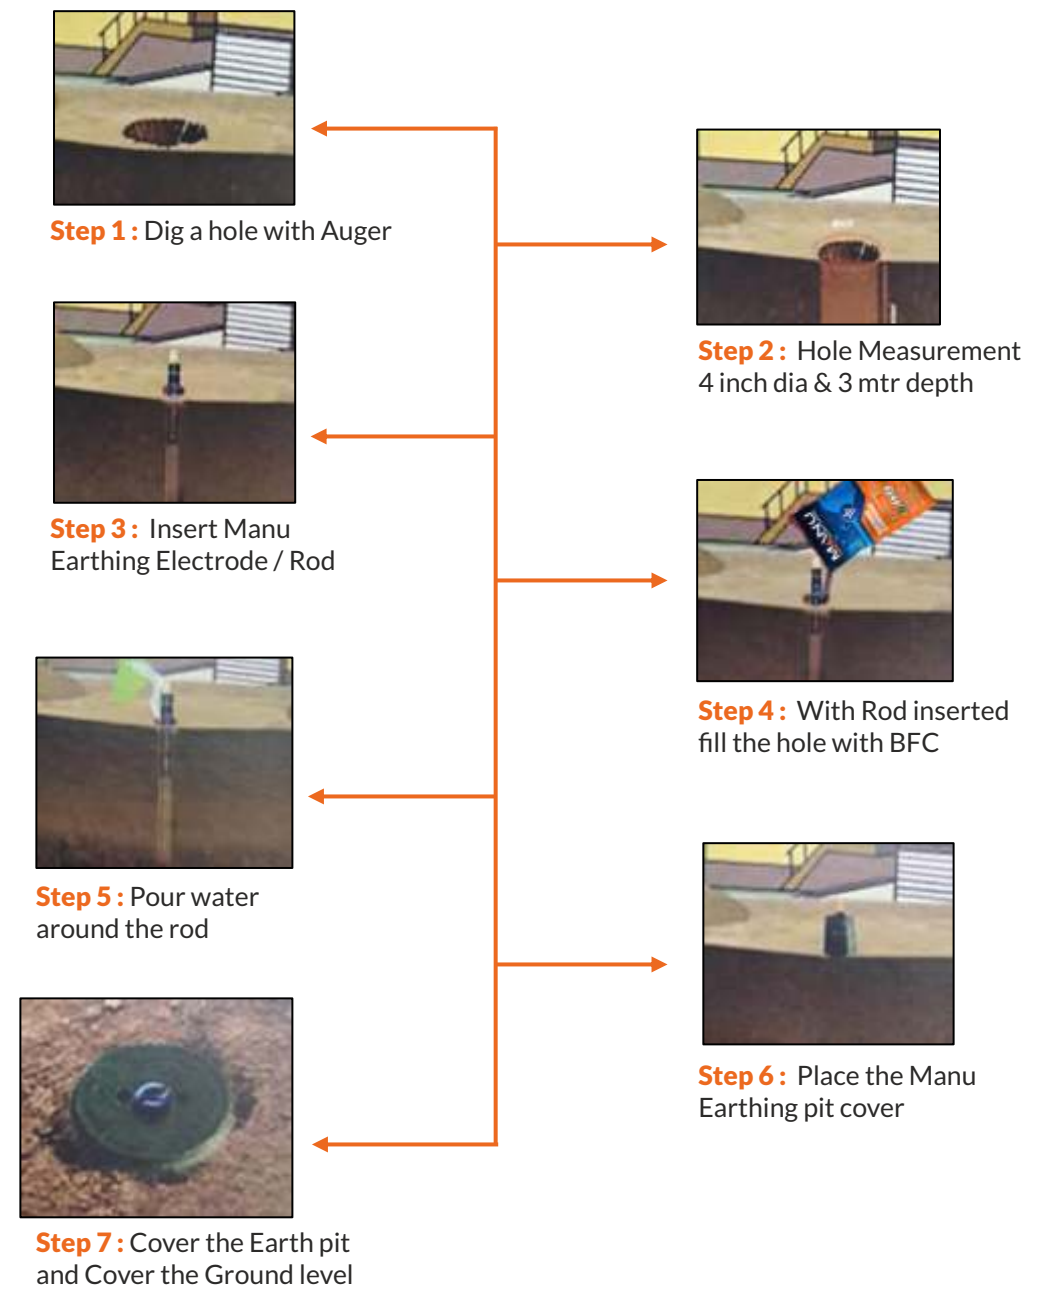 Step 1 : Dig a hole with Auger
Step 2 : Hole Measurement
4 inch dia & 3 mtr depth
Step 3 : Insert Manu
Earthing Electrode / Rod
MANU
Step 4 : With Rod inserted
fill the hole with BFC
Step 5 : Pour water
around the rod
Step 6 : Place the Manu
Earthing pit cover
Step 7 : Cover the Earth pit
and Cover the Ground level